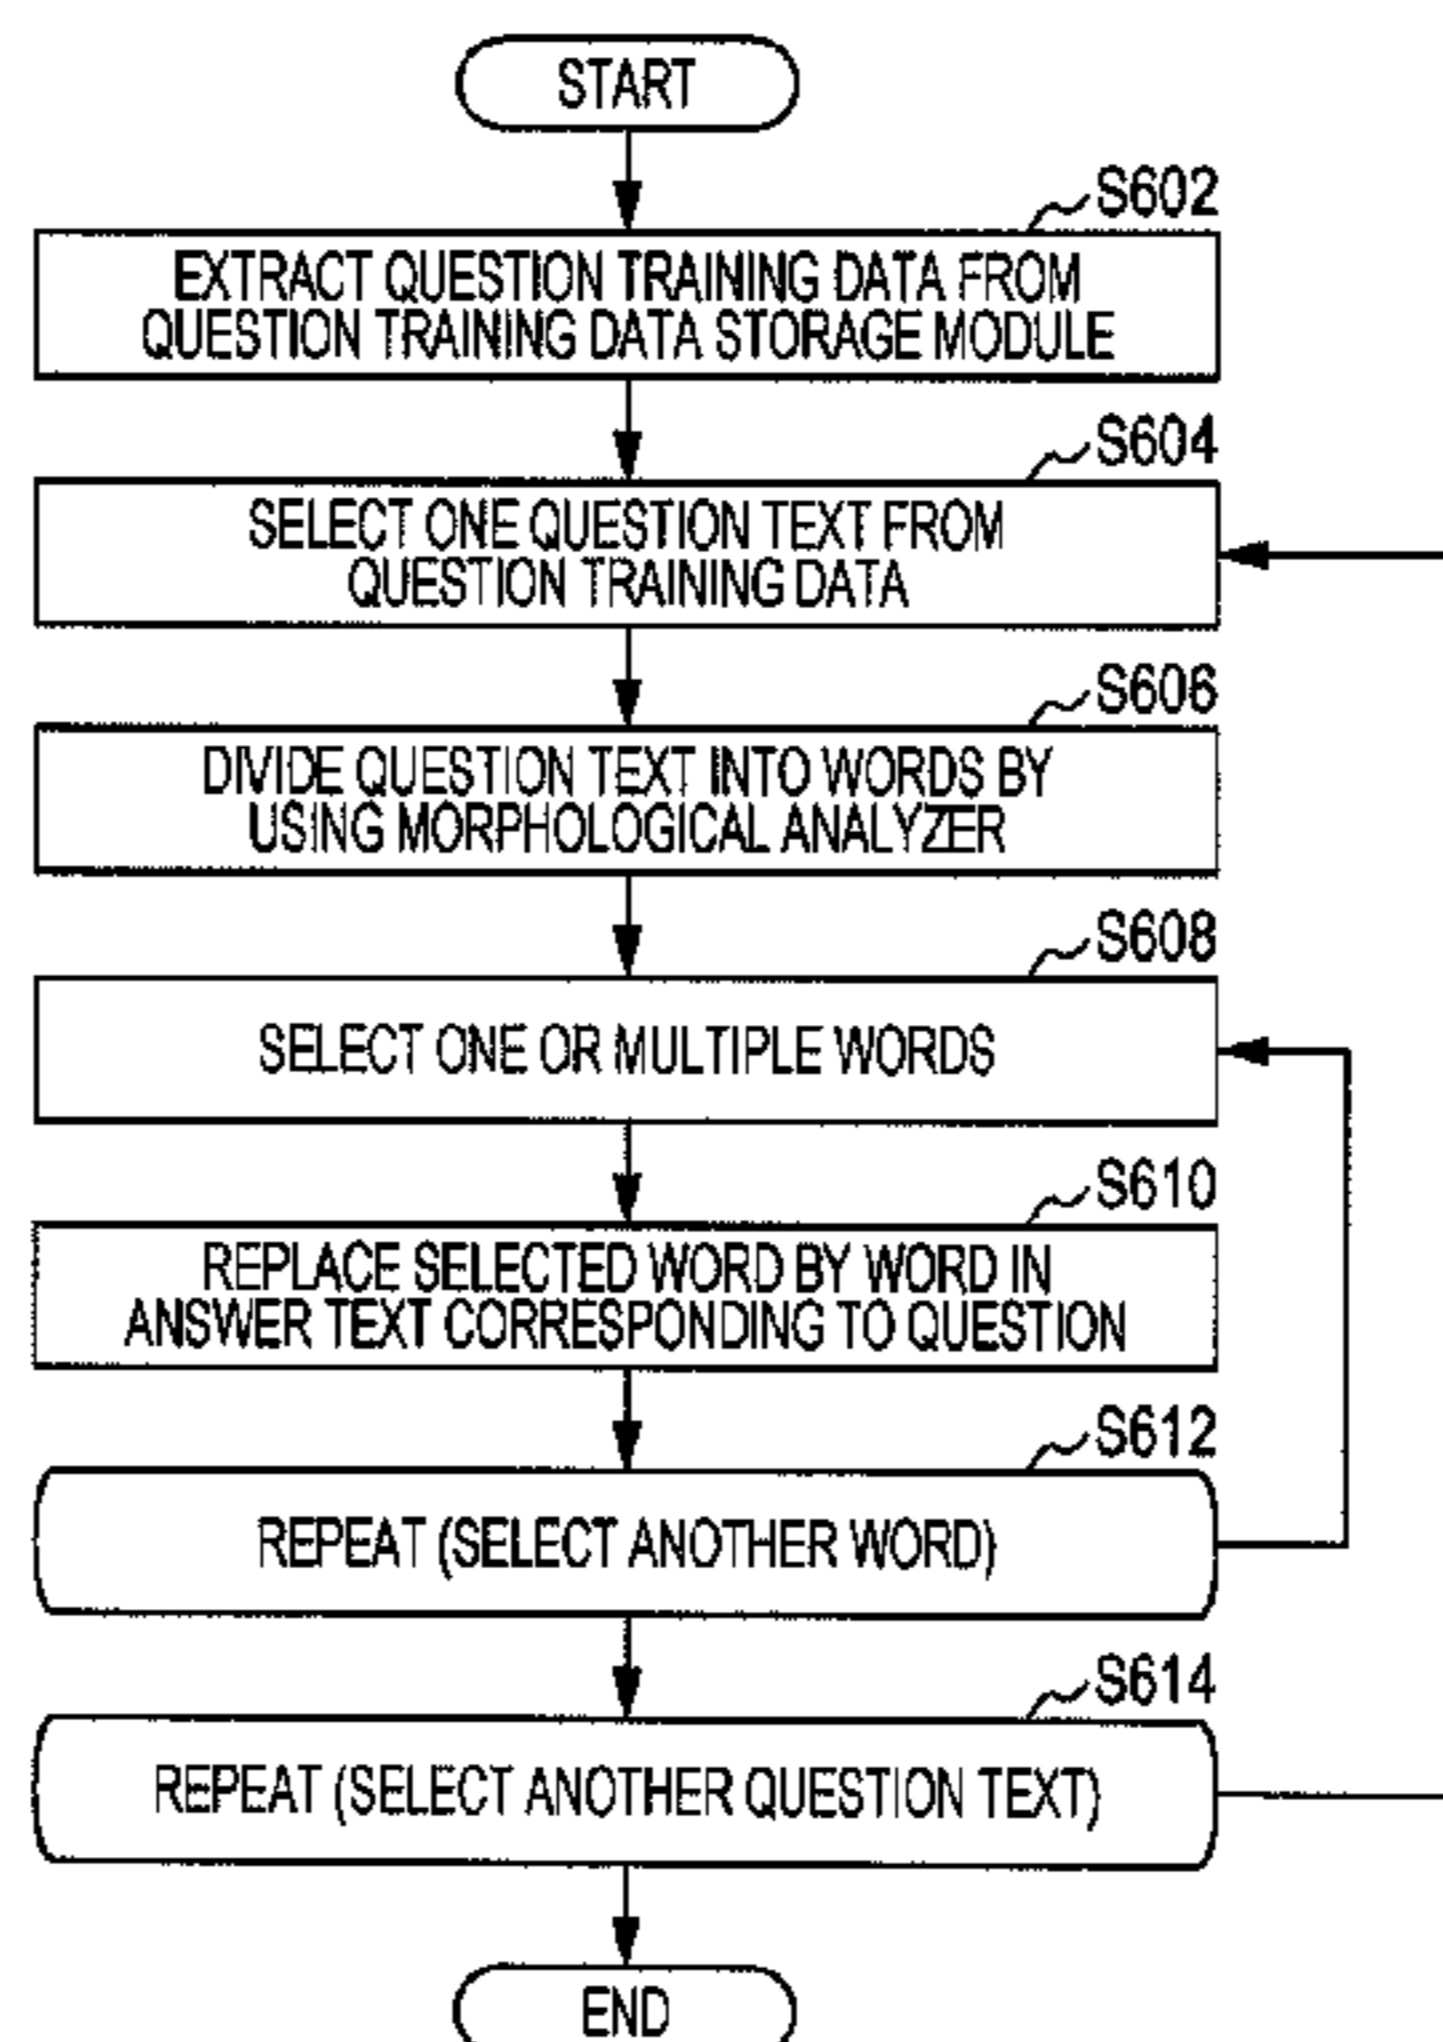 START
S602
EXTRACT QUESTION TRAINING DATA FROM
QUESTION TRAINING DATA STORAGE MODULE
S604
SELECT ONE QUESTION TEXT FROM
QUESTION TRAINING DATA
S606
DIVIDE QUESTION TEXT INTO WORDS BY
USING MORPHOLOGICAL ANALYZER
S608
SELECT ONE OR MULTIPLE WORDS
S610
REPLACE SELECTED WORD BY WORD IN
ANSWER TEXT CORRESPONDING TO QUESTION
S612
REPEAT (SELECT ANOTHER WORD)
S614
REPEAT (SELECT ANOTHER QUESTION TEXT)
END